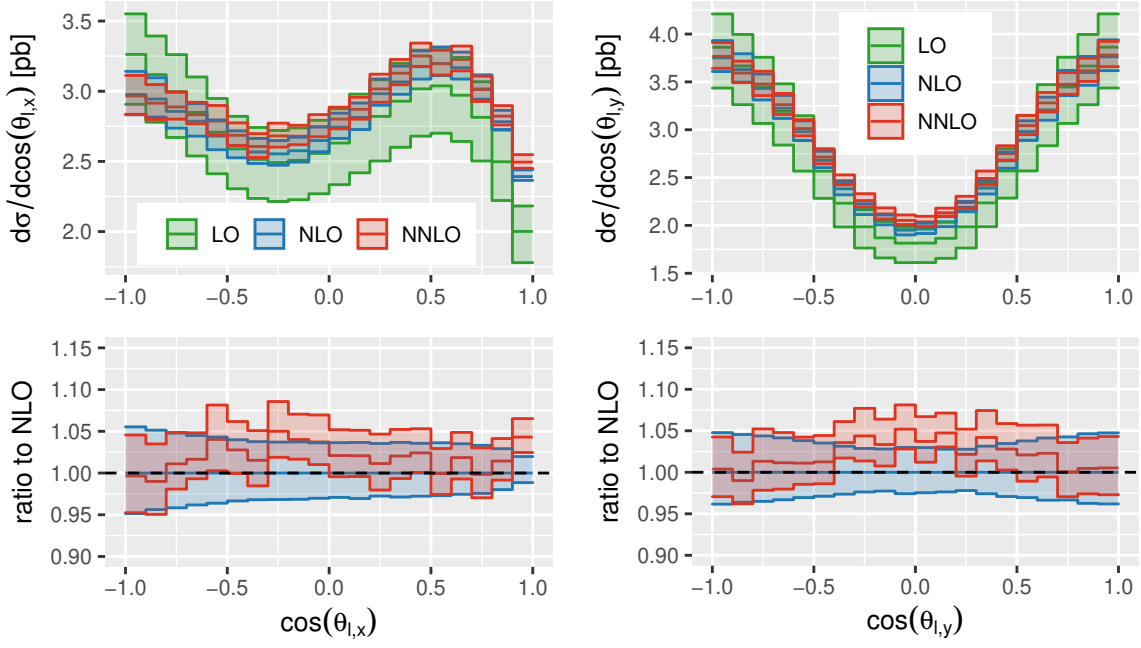 dσ/dcos(θl,x) [pb]
3.5
3.0
2.5
2.0
LO NLO NNLO
−1.0 −0.5 0.0 0.5 1.0
dσ/dcos(θl,y) [pb]
4.0
3.5
3.0
2.5
2.0
1.5
LO
NLO
NNLO
−1.0 −0.5 0.0 0.5 1.0
ratio to NLO
1.15
1.10
1.05
1.00
0.95
0.90
−1.0 −0.5 0.0 0.5 1.0
cos(θl,x)
ratio to NLO
1.15
1.10
1.05
1.00
0.95
0.90
−1.0 −0.5 0.0 0.5 1.0
cos(θl,y)